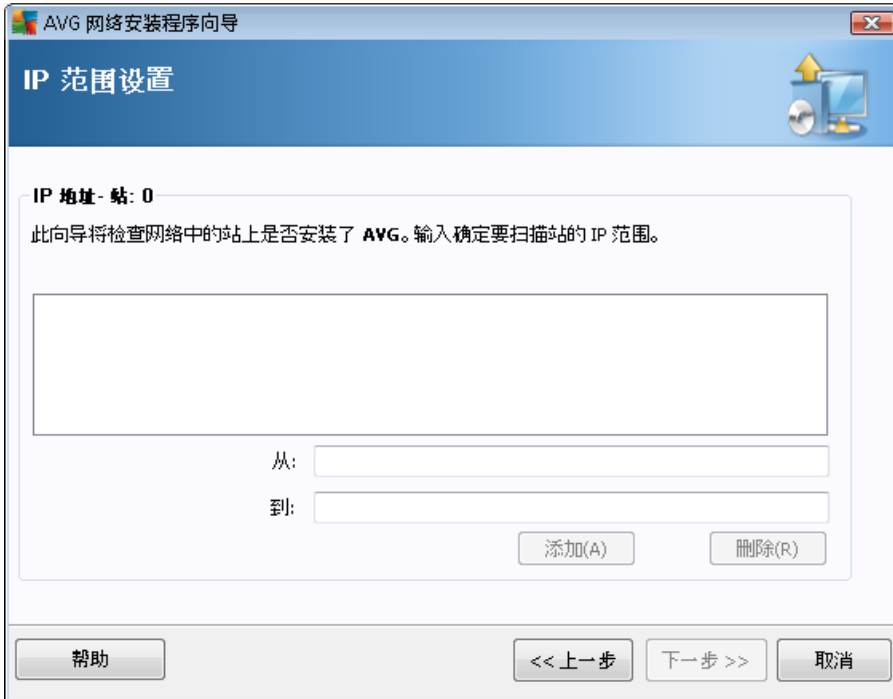 AVG 网络安装程序向导
IP 范围设置
IP 地址- 站: 0
此向导将检查网络中的站上是否安装了 AVG。输入确定要扫描站的 IP 范围。
从:
到:
添加(A) 删除(R)
帮助 << 上一步 下一步 >> 取消